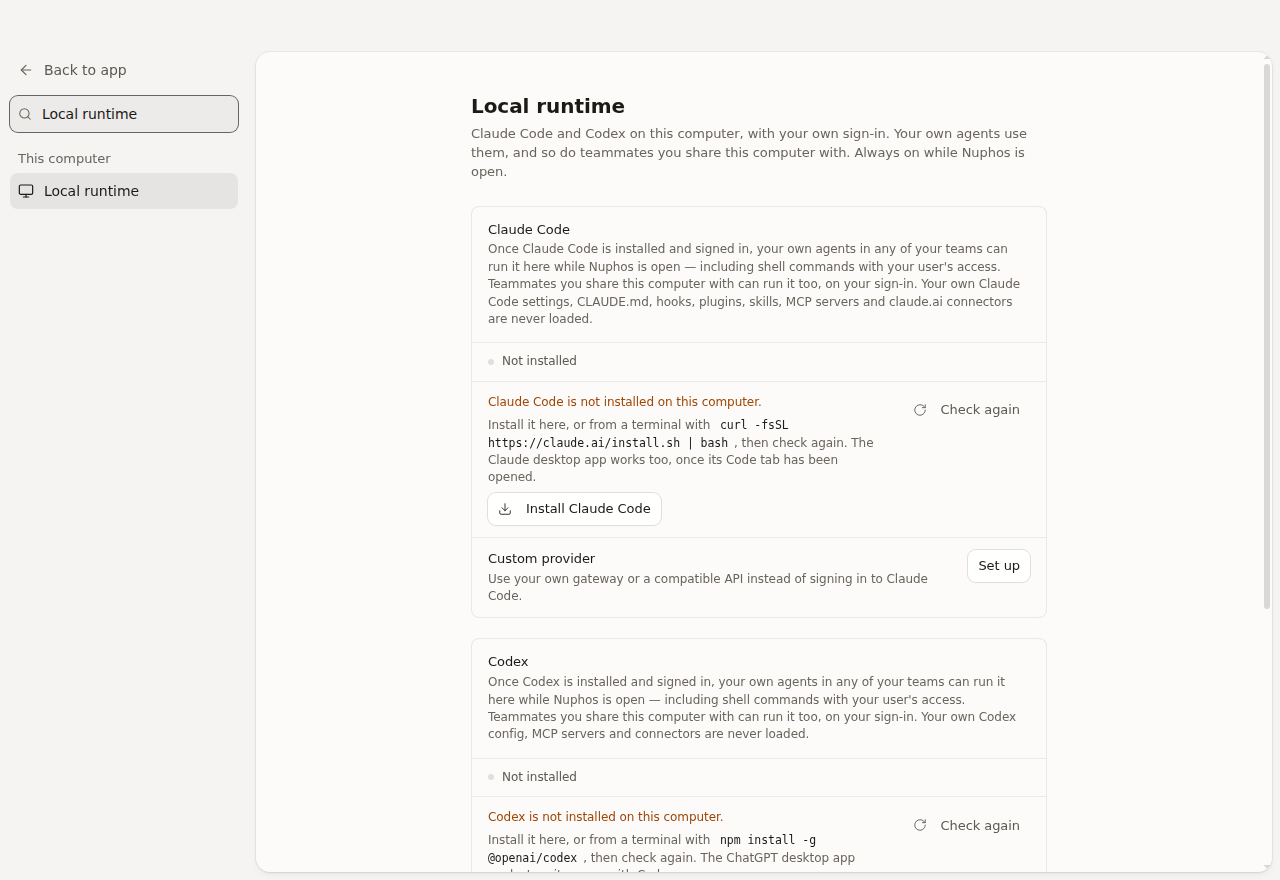 Back to app
Local runtime
This computer
Local runtime
Local runtime
Claude Code and Codex on this computer, with your own sign-in. Your own agents use
them, and so do teammates you share this computer with. Always on while Nuphos is
open.
Claude Code
Once Claude Code is installed and signed in, your own agents in any of your teams can
run it here while Nuphos is open — including shell commands with your user's access.
Teammates you share this computer with can run it too, on your sign-in. Your own Claude
Code settings, CLAUDE.md, hooks, plugins, skills, MCP servers and claude.ai connectors
are never loaded.
Not installed
Claude Code is not installed on this computer.
Check again
Install it here, or from a terminal with curl -fsSL
https://claude.ai/install.sh | bash , then check again. The
Claude desktop app works too, once its Code tab has been
opened.
Install Claude Code
Custom provider
Set up
Use your own gateway or a compatible API instead of signing in to Claude
Code.
Codex
Once Codex is installed and signed in, your own agents in any of your teams can run it
here while Nuphos is open — including shell commands with your user's access.
Teammates you share this computer with can run it too, on your sign-in. Your own Codex
config, MCP servers and connectors are never loaded.
Not installed
Codex is not installed on this computer.
Check again
Install it here, or from a terminal with npm install -g
@openai/codex , then check again. The ChatGPT desktop app